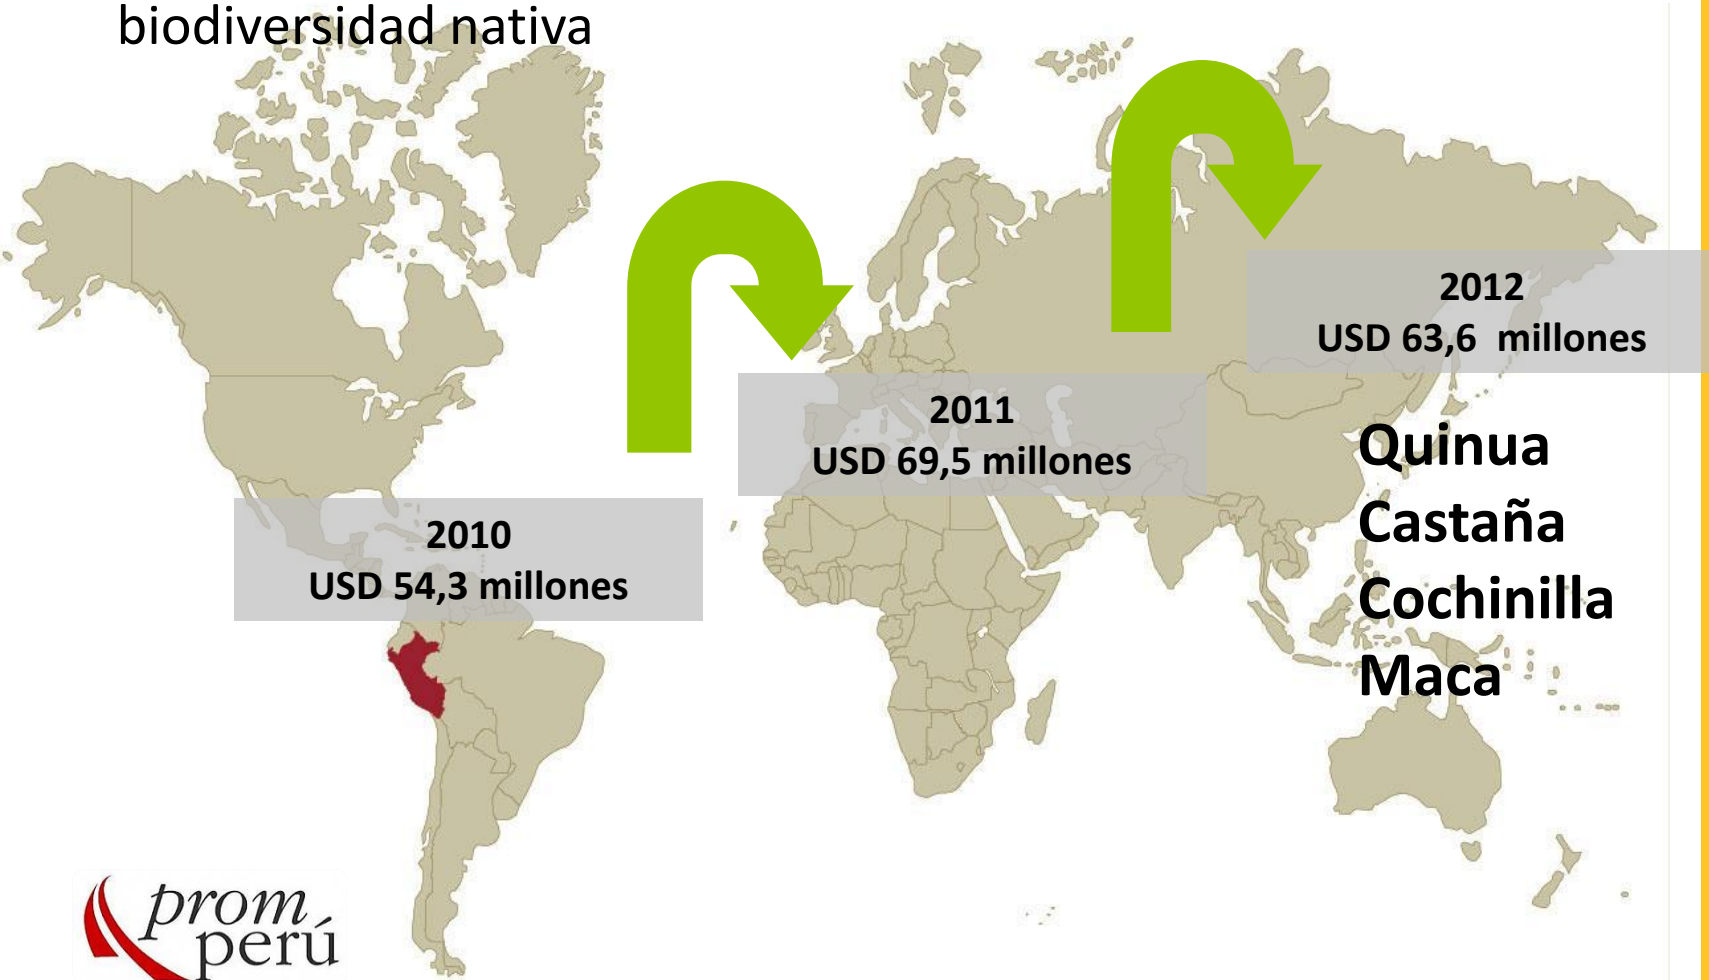 biodiversidad nativa
2012
USD 63,6 millones
2011
USD 69,5 millones
2010
USD 54,3 millones
Quinua
Castaña
Cochinilla
Maca
prom
perú